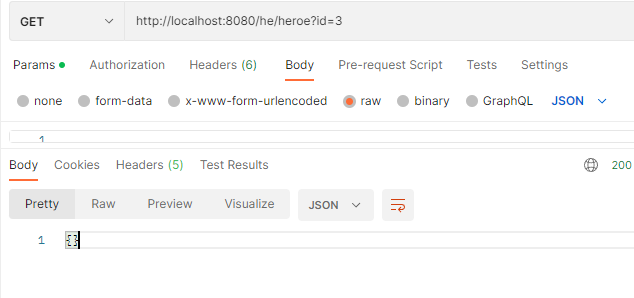 GET http://localhost:8080/he/heroe?id=3
Params Authorization Headers (6) Body Pre-request Script Tests Settings
none form-data x-www-form-urlencoded raw binary GraphQL JSON
1
Body Cookies Headers (5) Test Results 200
Pretty Raw Preview Visualize JSON
1 {}